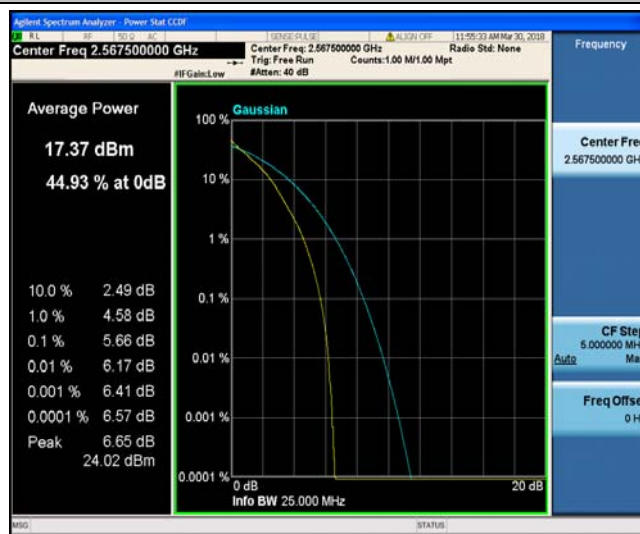 Agilent Spectrum Analyzer - Power Stat CCDF
RL RF 50 Ω AC SENSE:PULSE ALIGN OFF 11:55:33 AM Mar 30, 2018
Center Freq 2.567500000 GHz
Center Freq: 2.567500000 GHz Radio Std: None
Trig: Free Run Counts:1.00 M/1.00 Mpt
#IFGain:Low #Atten: 40 dB
Frequency
Average Power
17.37 dBm
44.93 % at 0dB
10.0 % 2.49 dB
1.0 % 4.58 dB
0.1 % 5.66 dB
0.01 % 6.17 dB
0.001 % 6.41 dB
0.0001 % 6.57 dB
Peak 6.65 dB
24.02 dBm
Gaussian
100 %
10 %
1 %
0.1 %
0.01 %
0.001 %
0.0001 %
0 dB 20 dB
Info BW 25.000 MHz
Center Fre
2.567500000 GH
CF Ste
5.000000 MH
Auto Ma
Freq Offse
0 H
MSG STATUS